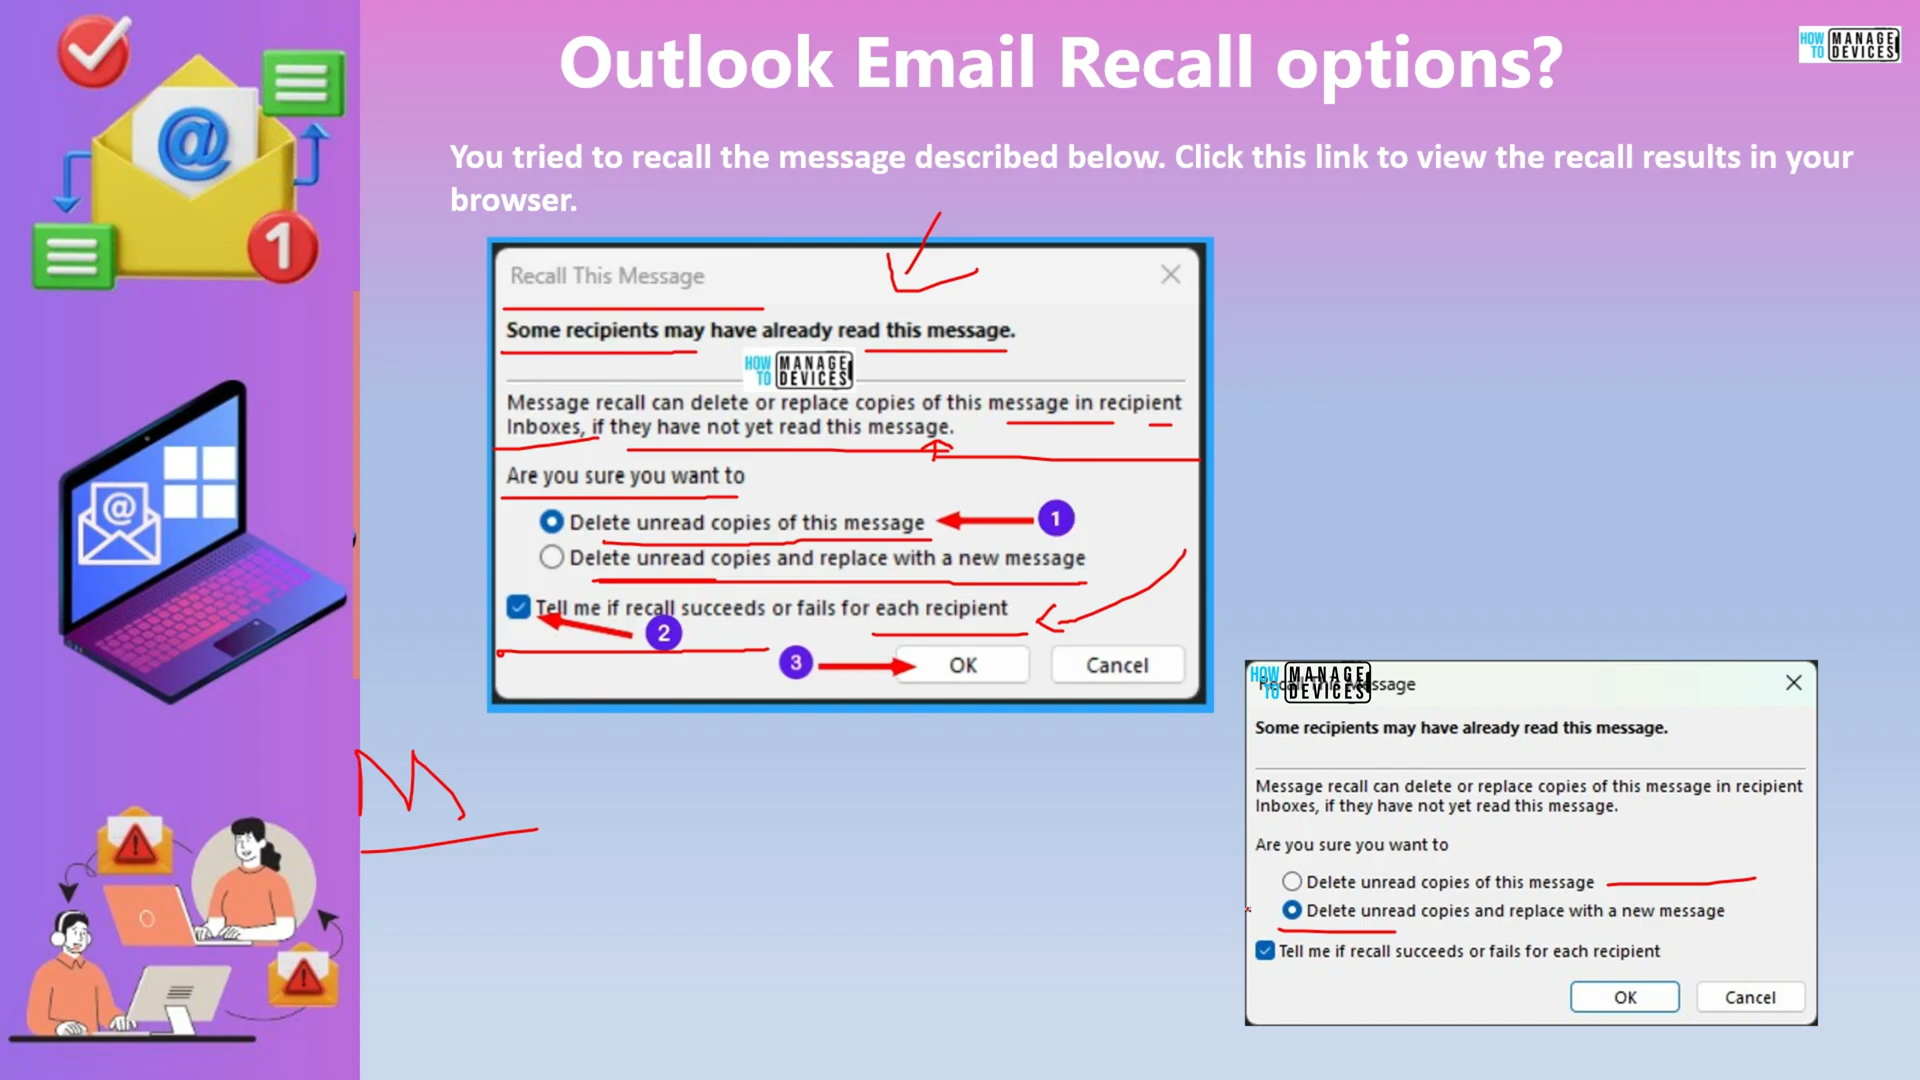 Outlook Email Recall options?
HOW TO MANAGE DEVICES
You tried to recall the message described below. Click this link to view the recall results in your
browser.
@
1
Recall This Message
Some recipients may have already read this message.
HOW TO MANAGE DEVICES
Message recall can delete or replace copies of this message in recipient
Inboxes, if they have not yet read this message.
Are you sure you want to
Delete unread copies of this message
1
Delete unread copies and replace with a new message
Tell me if recall succeeds or fails for each recipient
2
3
OK
Cancel
@
M
HOW TO MANAGE DEVICES
Message
Some recipients may have already read this message.
Message recall can delete or replace copies of this message in recipient
Inboxes, if they have not yet read this message.
Are you sure you want to
Delete unread copies of this message
Delete unread copies and replace with a new message
Tell me if recall succeeds or fails for each recipient
OK
Cancel